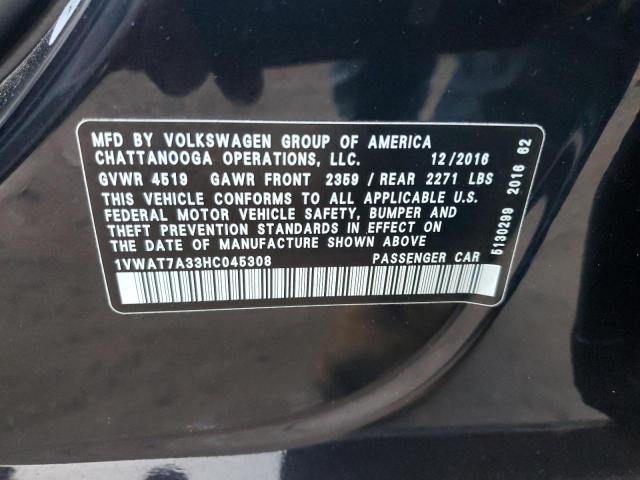 MFD BY VOLKSWAGEN GROUP OF AMERICA
CHATTANOOGA OPERATIONS, LLC. 12/2016
GVWR 4519 GAWR FRONT 2359 / REAR 2271 LBS
THIS VEHICLE CONFORMS TO ALL APPLICABLE U.S.
FEDERAL MOTOR VEHICLE SAFETY, BUMPER AND
THEFT PREVENTION STANDARDS IN EFFECT ON
THE DATE OF MANUFACTURE SHOWN ABOVE
1VWAT7A33HC045308 PASSENGER CAR
5130299 2016 62